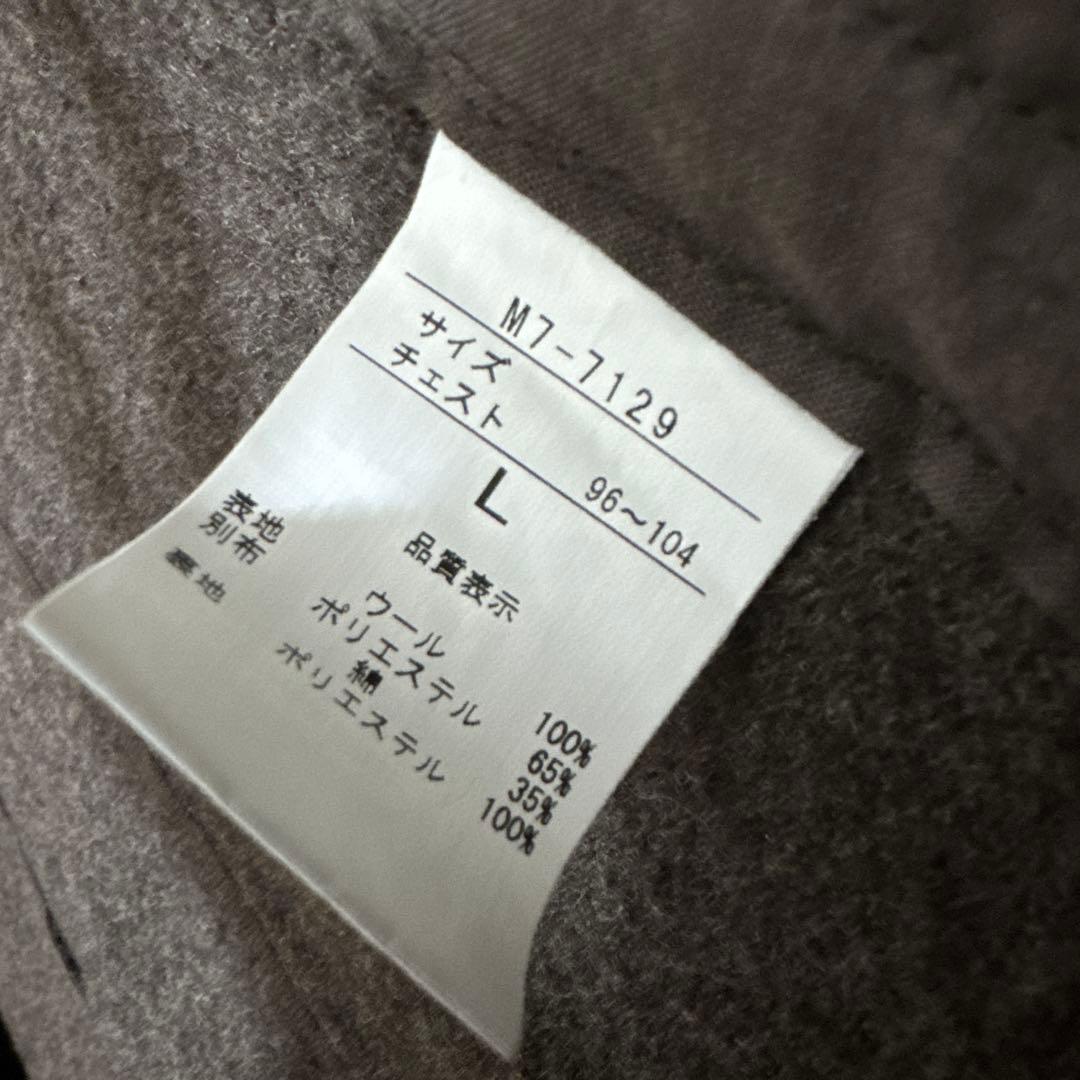 M7-7129
サイズ
チェスト 96〜104
L
品質表示
表地 ウール 100%
別布 ポリエステル 65%
綿 35%
裏地 ポリエステル 100%